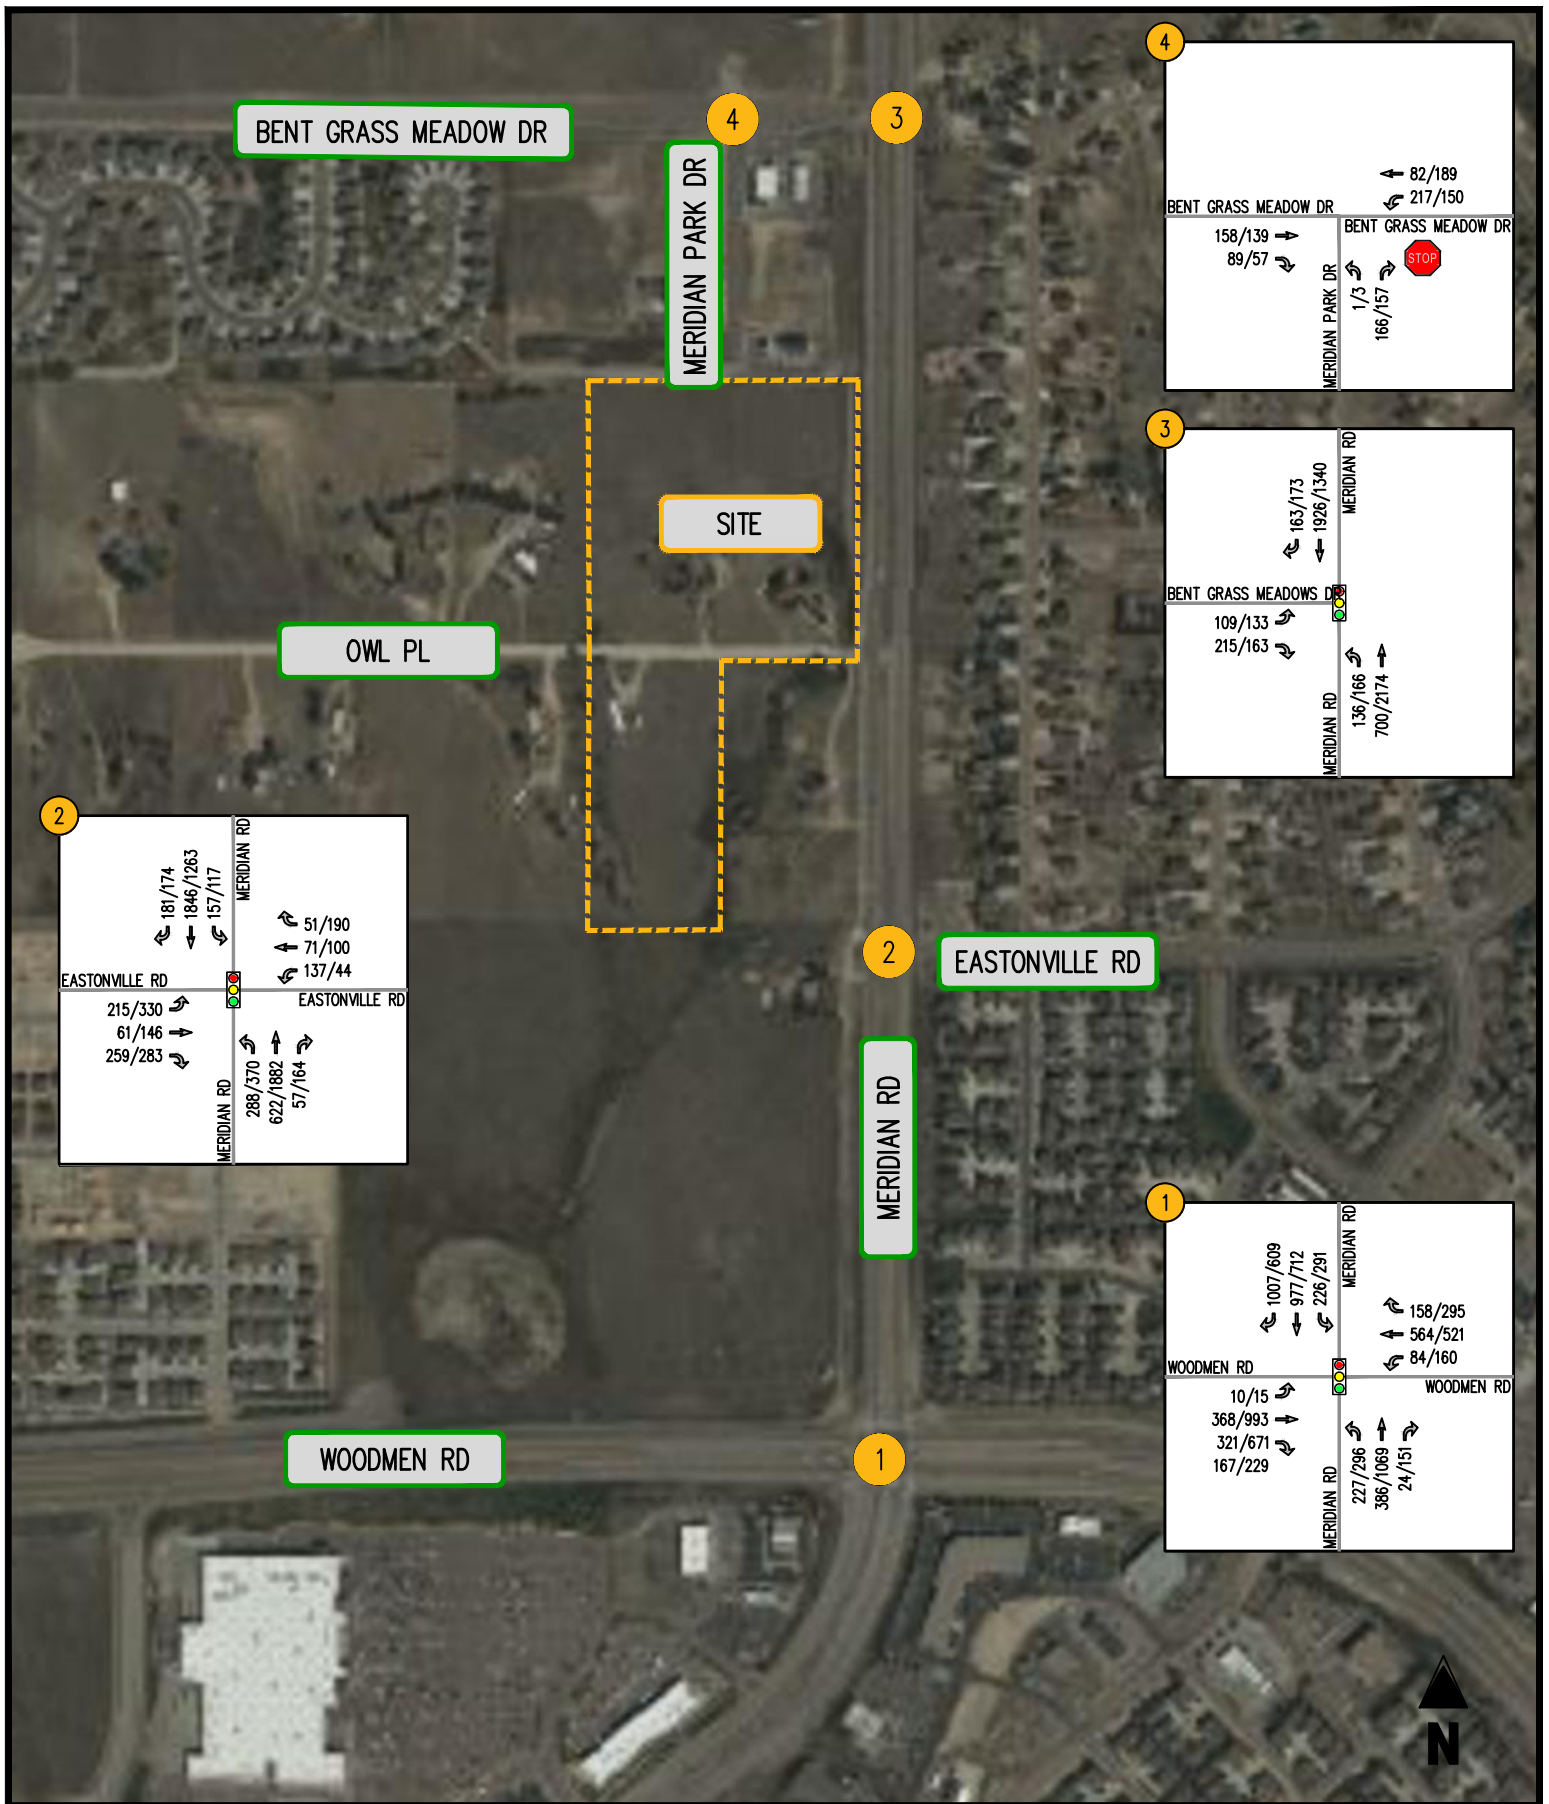 BENT GRASS MEADOW DR
4
3
MERIDIAN PARK DR
SITE
OWL PL
2
EASTONVILLE RD
MERIDIAN RD
WOODMEN RD
1
4
82/189
217/150
BENT GRASS MEADOW DR
BENT GRASS MEADOW DR
158/139
89/57
STOP
MERIDIAN PARK DR
1/3
166/157
3
MERIDIAN RD
163/173
1926/1340
BENT GRASS MEADOWS DR
109/133
215/163
MERIDIAN RD
136/166
700/2174
2
MERIDIAN RD
181/174
1846/1263
157/117
51/190
71/100
137/44
EASTONVILLE RD
EASTONVILLE RD
215/330
61/146
259/283
MERIDIAN RD
288/370
622/1882
57/164
1
MERIDIAN RD
1007/609
977/712
226/291
158/295
564/521
84/160
WOODMEN RD
WOODMEN RD
10/15
368/993
321/671
167/229
MERIDIAN RD
227/296
386/1069
24/151
N